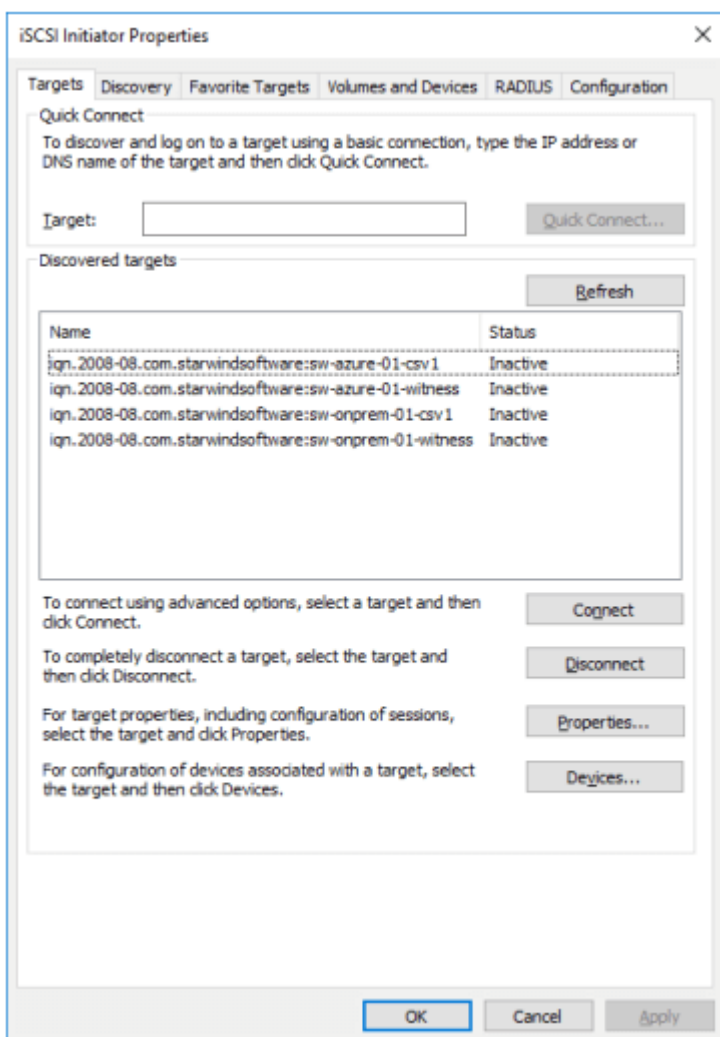 iSCSI Initiator Properties
Targets Discovery Favorite Targets Volumes and Devices RADIUS Configuration
Quick Connect
To discover and log on to a target using a basic connection, type the IP address or
DNS name of the target and then click Quick Connect.
Target:
Quick Connect...
Discovered targets
Refresh
Name Status
iqn.2008-08.com.starwindsoftware:sw-azure-01-csv1 Inactive
iqn.2008-08.com.starwindsoftware:sw-azure-01-witness Inactive
iqn.2008-08.com.starwindsoftware:sw-onprem-01-csv1 Inactive
iqn.2008-08.com.starwindsoftware:sw-onprem-01-witness Inactive
To connect using advanced options, select a target and then
click Connect.
Connect
To completely disconnect a target, select the target and
then click Disconnect.
Disconnect
For target properties, including configuration of sessions,
select the target and click Properties.
Properties...
For configuration of devices associated with a target, select
the target and then click Devices.
Devices...
OK Cancel Apply